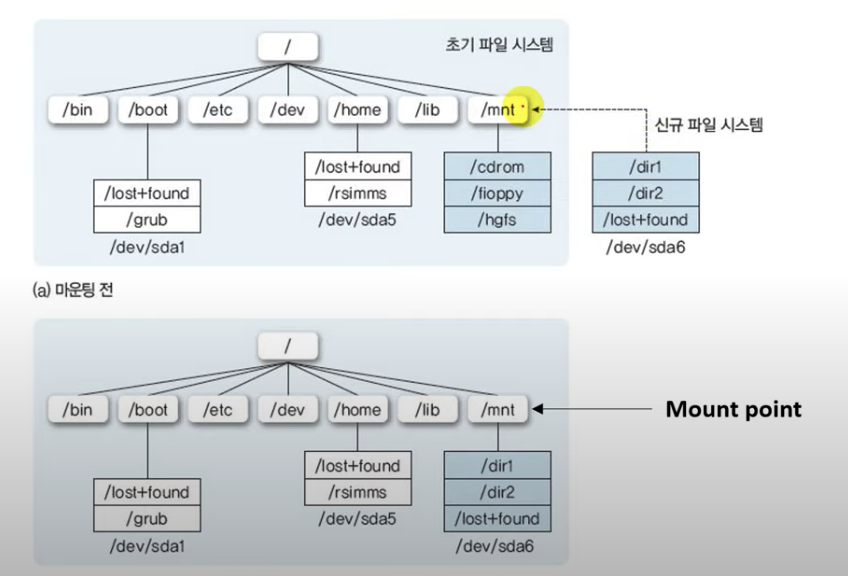 /
초기 파일 시스템
/bin
/boot
/etc
/dev
/home
/lib
/mnt
신규 파일 시스템
/lost+found
/grub
/dev/sda1
/lost+found
/rsimms
/dev/sda5
/cdrom
/fioppy
/hgfs
/dir1
/dir2
/lost+found
/dev/sda6
(a) 마운팅 전
/
/bin
/boot
/etc
/dev
/home
/lib
/mnt
Mount point
/lost+found
/grub
/dev/sda1
/lost+found
/rsimms
/dev/sda5
/dir1
/dir2
/lost+found
/dev/sda6